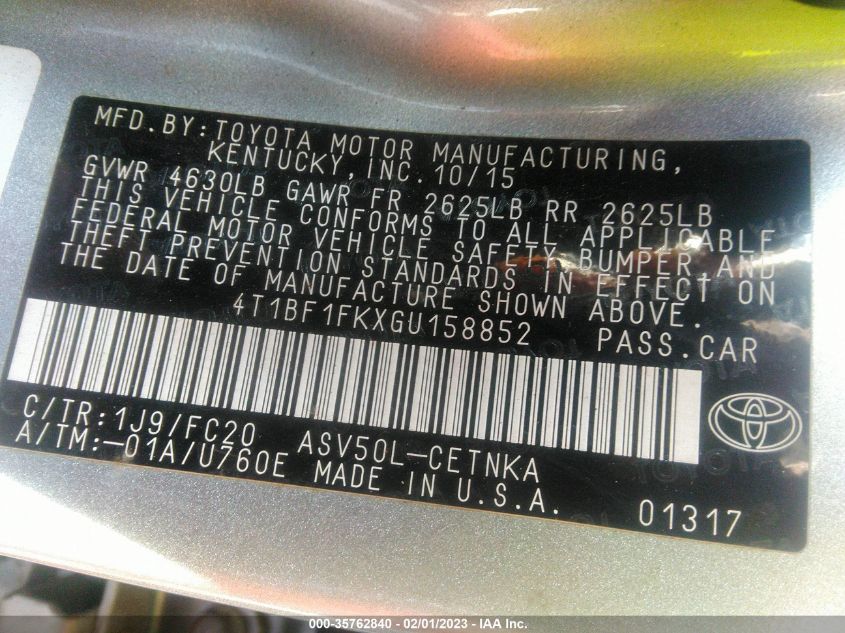 MFD.BY:TOYOTA MOTOR MANUFACTURING,
KENTUCKY,INC. 10/15
GVWR 4630LB GAWR FR 2625LB RR 2625LB
THIS VEHICLE CONFORMS TO ALL APPLICABLE
FEDERAL MOTOR VEHICLE SAFETY,BUMPER,AND
THEFT PREVENTION STANDARDS IN EFFECT ON
THE DATE OF MANUFACTURE SHOWN ABOVE.
4T1BF1FKXGU158852 PASS.CAR
C/TR:1J9/FC20 ASV50L-CETNKA
A/TM:-01A/U760E MADE IN U.S.A.
01317
000-35762840 - 02/01/2023 - IAA Inc.